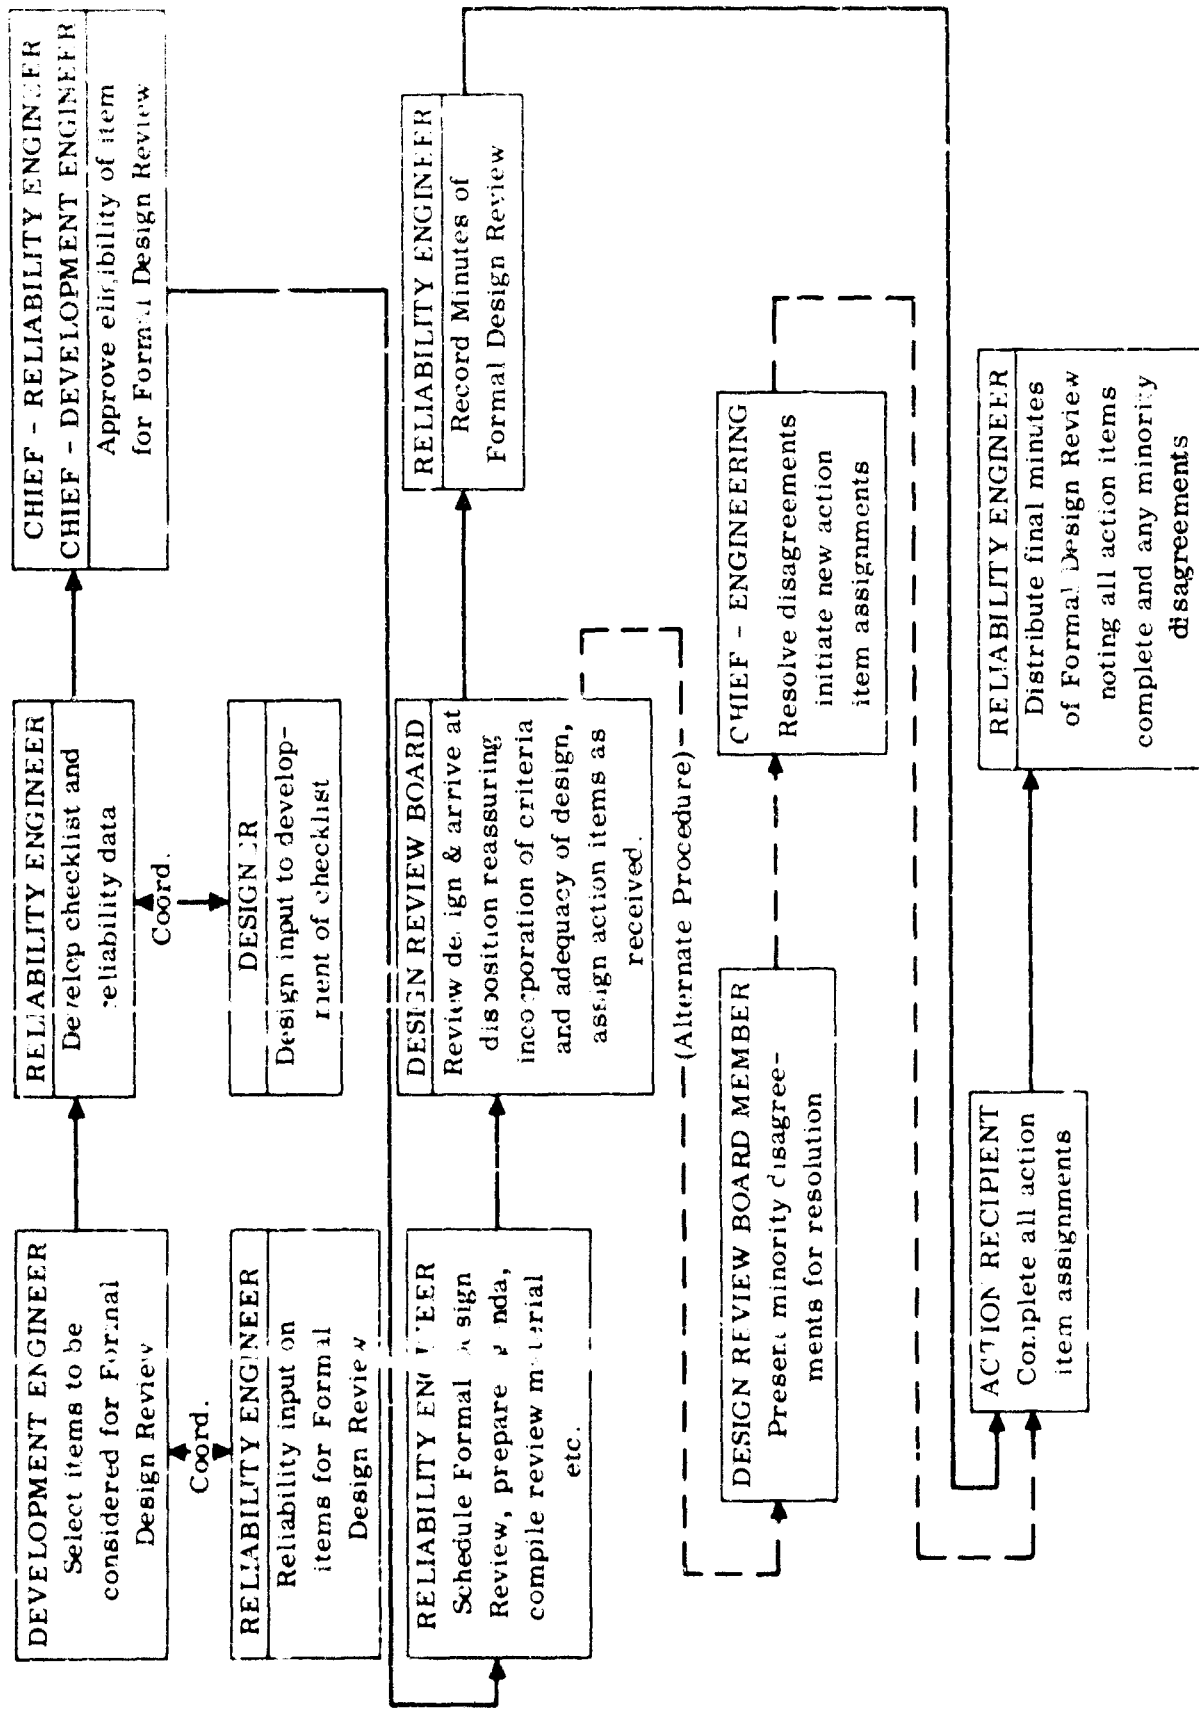 DEVELOPMENT ENGINEER
Select items to be
considered for Formal
Design Review
Coord.
RELIABILITY ENGINEER
Reliability input on
items for Formal
Design Review
RELIABILITY ENGINEER
Develop checklist and
reliability data
Coord.
DESIGNER
Design input to develop-
ment of checklist
CHIEF - RELIABILITY ENGINEER
CHIEF - DEVELOPMENT ENGINEER
Approve eligibility of item
for Formal Design Review
RELIABILITY ENGINEER
Schedule Formal Design
Review, prepare agenda,
compile review material
etc.
DESIGN REVIEW BOARD
Review design & arrive at
disposition reassuring
incorporation of criteria
and adequacy of design,
assign action items as
received.
RELIABILITY ENGINEER
Record Minutes of
Formal Design Review
(Alternate Procedure)
DESIGN REVIEW BOARD MEMBER
Present minority disagree-
ments for resolution
CHIEF - ENGINEERING
Resolve disagreements
initiate new action
item assignments
ACTION RECIPIENT
Complete all action
item assignments
RELIABILITY ENGINEER
Distribute final minutes
of Formal Design Review
noting all action items
complete and any minority
disagreements